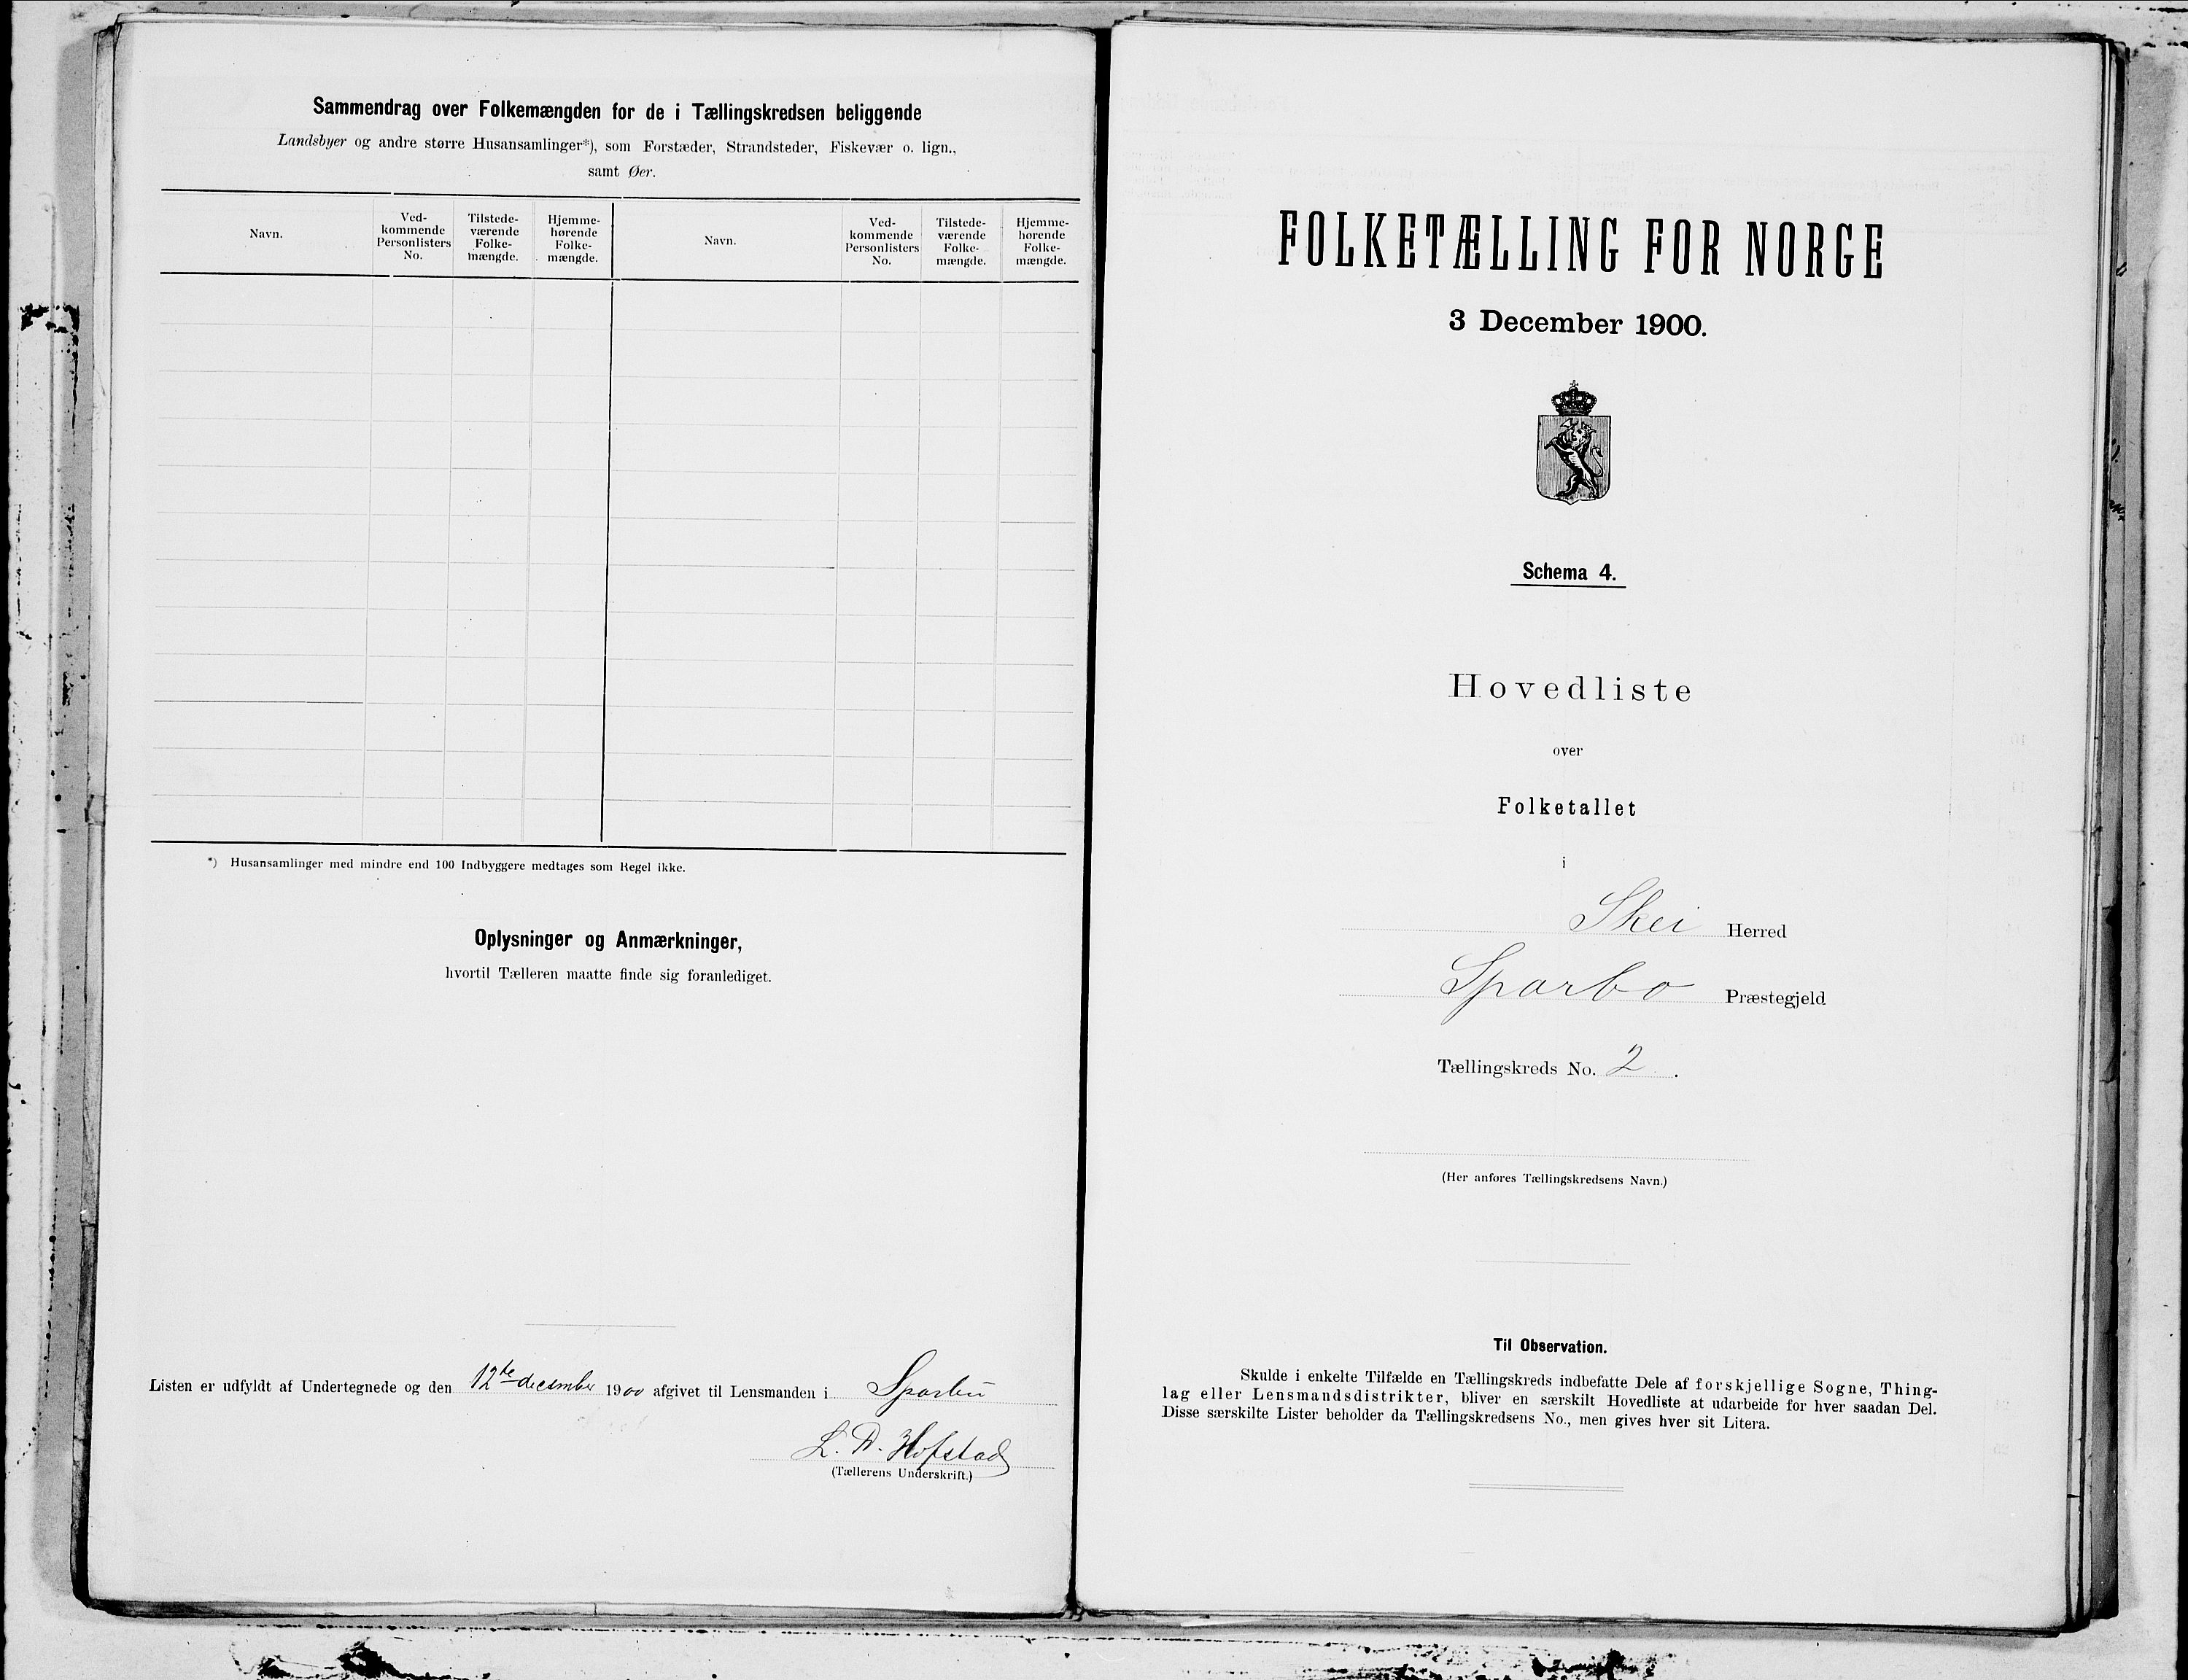 Sammendrag over Folkemængden for de i Tællingskredsen beliggende
Landsbyer og andre større Husansamlinger*), som Forstæder, Strandsteder, Fiskevær o. lign.,
samt Øer.
Navn.
Ved-
kommende
Personlisters
No.
Tilstede-
værende
Folke-
mængde.
Hjemme-
hørende
Folke-
mængde.
Navn.
Ved-
kommende
Personlisters
No.
Tilstede-
værende
Folke-
mængde.
Hjemme-
hørende
Folke-
mængde.
*) Husansamlinger med mindre end 100 Indbyggere medtages som Regel ikke.
Oplysninger og Anmærkninger,
hvortil Tælleren maatte finde sig foranlediget.
Listen er udfyldt af Undertegnede og den 12te december 1900 afgivet til Lensmanden i Sparbu
L. A. Hofstad
(Tællerens Underskrift.)
FOLKETÆLLING FOR NORGE
3 December 1900.
Schema 4.
Hovedliste
over
Folketallet
i
Skei Herred
Sparbo Præstegjeld
Tællingskreds No. 2.
(Her anføres Tællingskredsens Navn.)
Til Observation.
Skulde i enkelte Tilfælde en Tællingskreds indbefatte Dele af forskjellige Sogne, Thing-
lag eller Lensmandsdistrikter, bliver en særskilt Hovedliste at udarbeide for hver saadan Del.
Disse særskilte Lister beholder da Tællingskredsens No., men gives hver sit Litera.